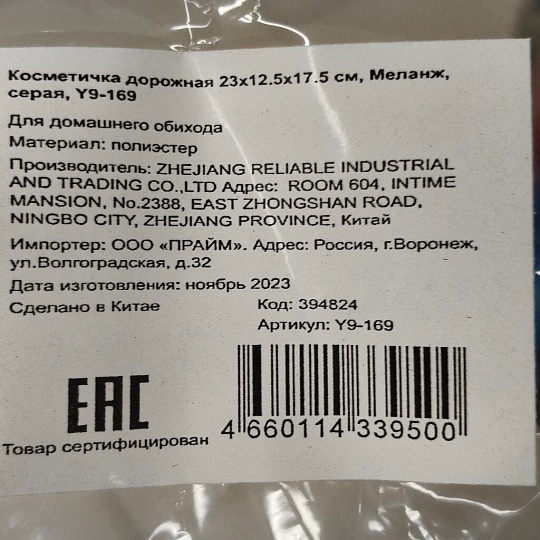 Косметичка дорожная 23x12.5x17.5 см, Меланж,
серая, Y9-169
Для домашнего обихода
Материал: полиэстер
Производитель: ZHEJIANG RELIABLE INDUSTRIAL
AND TRADING CO.,LTD Адрес: ROOM 604, INTIME
MANSION, No.2388, EAST ZHONGSHAN ROAD,
NINGBO CITY, ZHEJIANG PROVINCE, Китай
Импортер: ООО «ПРАЙМ». Адрес: Россия, г.Воронеж,
ул.Волгоградская, д.32
Дата изготовления: ноябрь 2023
Сделано в Китае
Код: 394824
Артикул: Y9-169
EAC
Товар сертифицирован
4 660114 339500